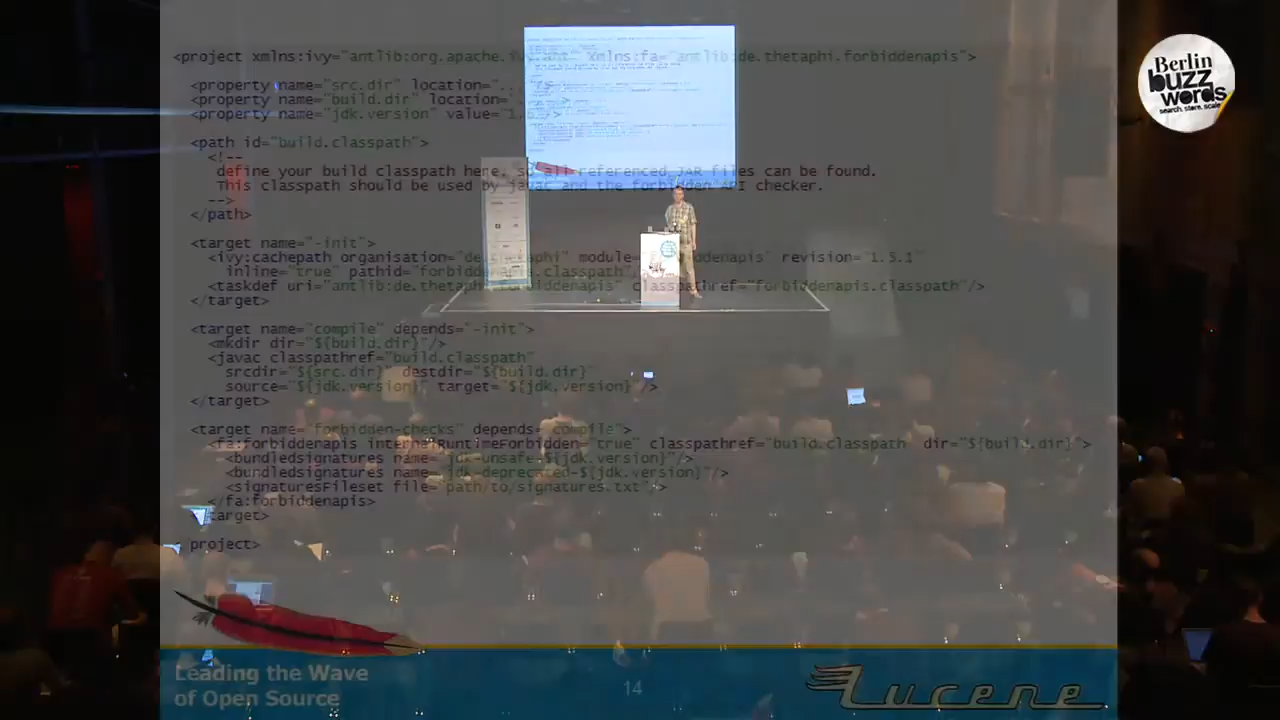 <project xmlns:ivy="antlib:org.apache.i xmlns:fa="antlib:de.thetaphi.forbiddenapis">
<property name="src.dir" location="..
<property name="build.dir" location=
<property name="jdk.version" value="1.
<path id="build.classpath">
<!--
define your build classpath here, so all referenced JAR files can be found.
This classpath should be used by javac and the forbidden API checker.
-->
</path>
<target name="-init">
<ivy:cachepath organisation="de.thetaphi" module= revision="1.5.1"
inline="true" pathid="forbiddenapis.classpath"/>
<taskdef uri="antlib:de.thetaphi.forbiddenapis" classpathref="forbiddenapis.classpath"/>
</target>
<target name="compile" depends="-init">
<mkdir dir="${build.dir}"/>
<javac classpathref="build.classpath"
srcdir="${src.dir}" destdir="${build.dir}"
source="${jdk.version}" target="${jdk.version}"/>
</target>
<target name="forbidden-checks" depends="compile">
<fa:forbiddenapis internalRuntimeForbidden="true" classpathref="build.classpath" dir="${build.dir}">
<bundledsignatures name="jdk-unsafe-${jdk.version}"/>
<bundledsignatures name="jdk-deprecated-${jdk.version}"/>
<signaturesFileset file="path/to/signatures.txt"/>
</fa:forbiddenapis>
target>
project>
Leading the Wave
of Open Source
14
Lucene
Berlin
buzz
words
search. store. scale.